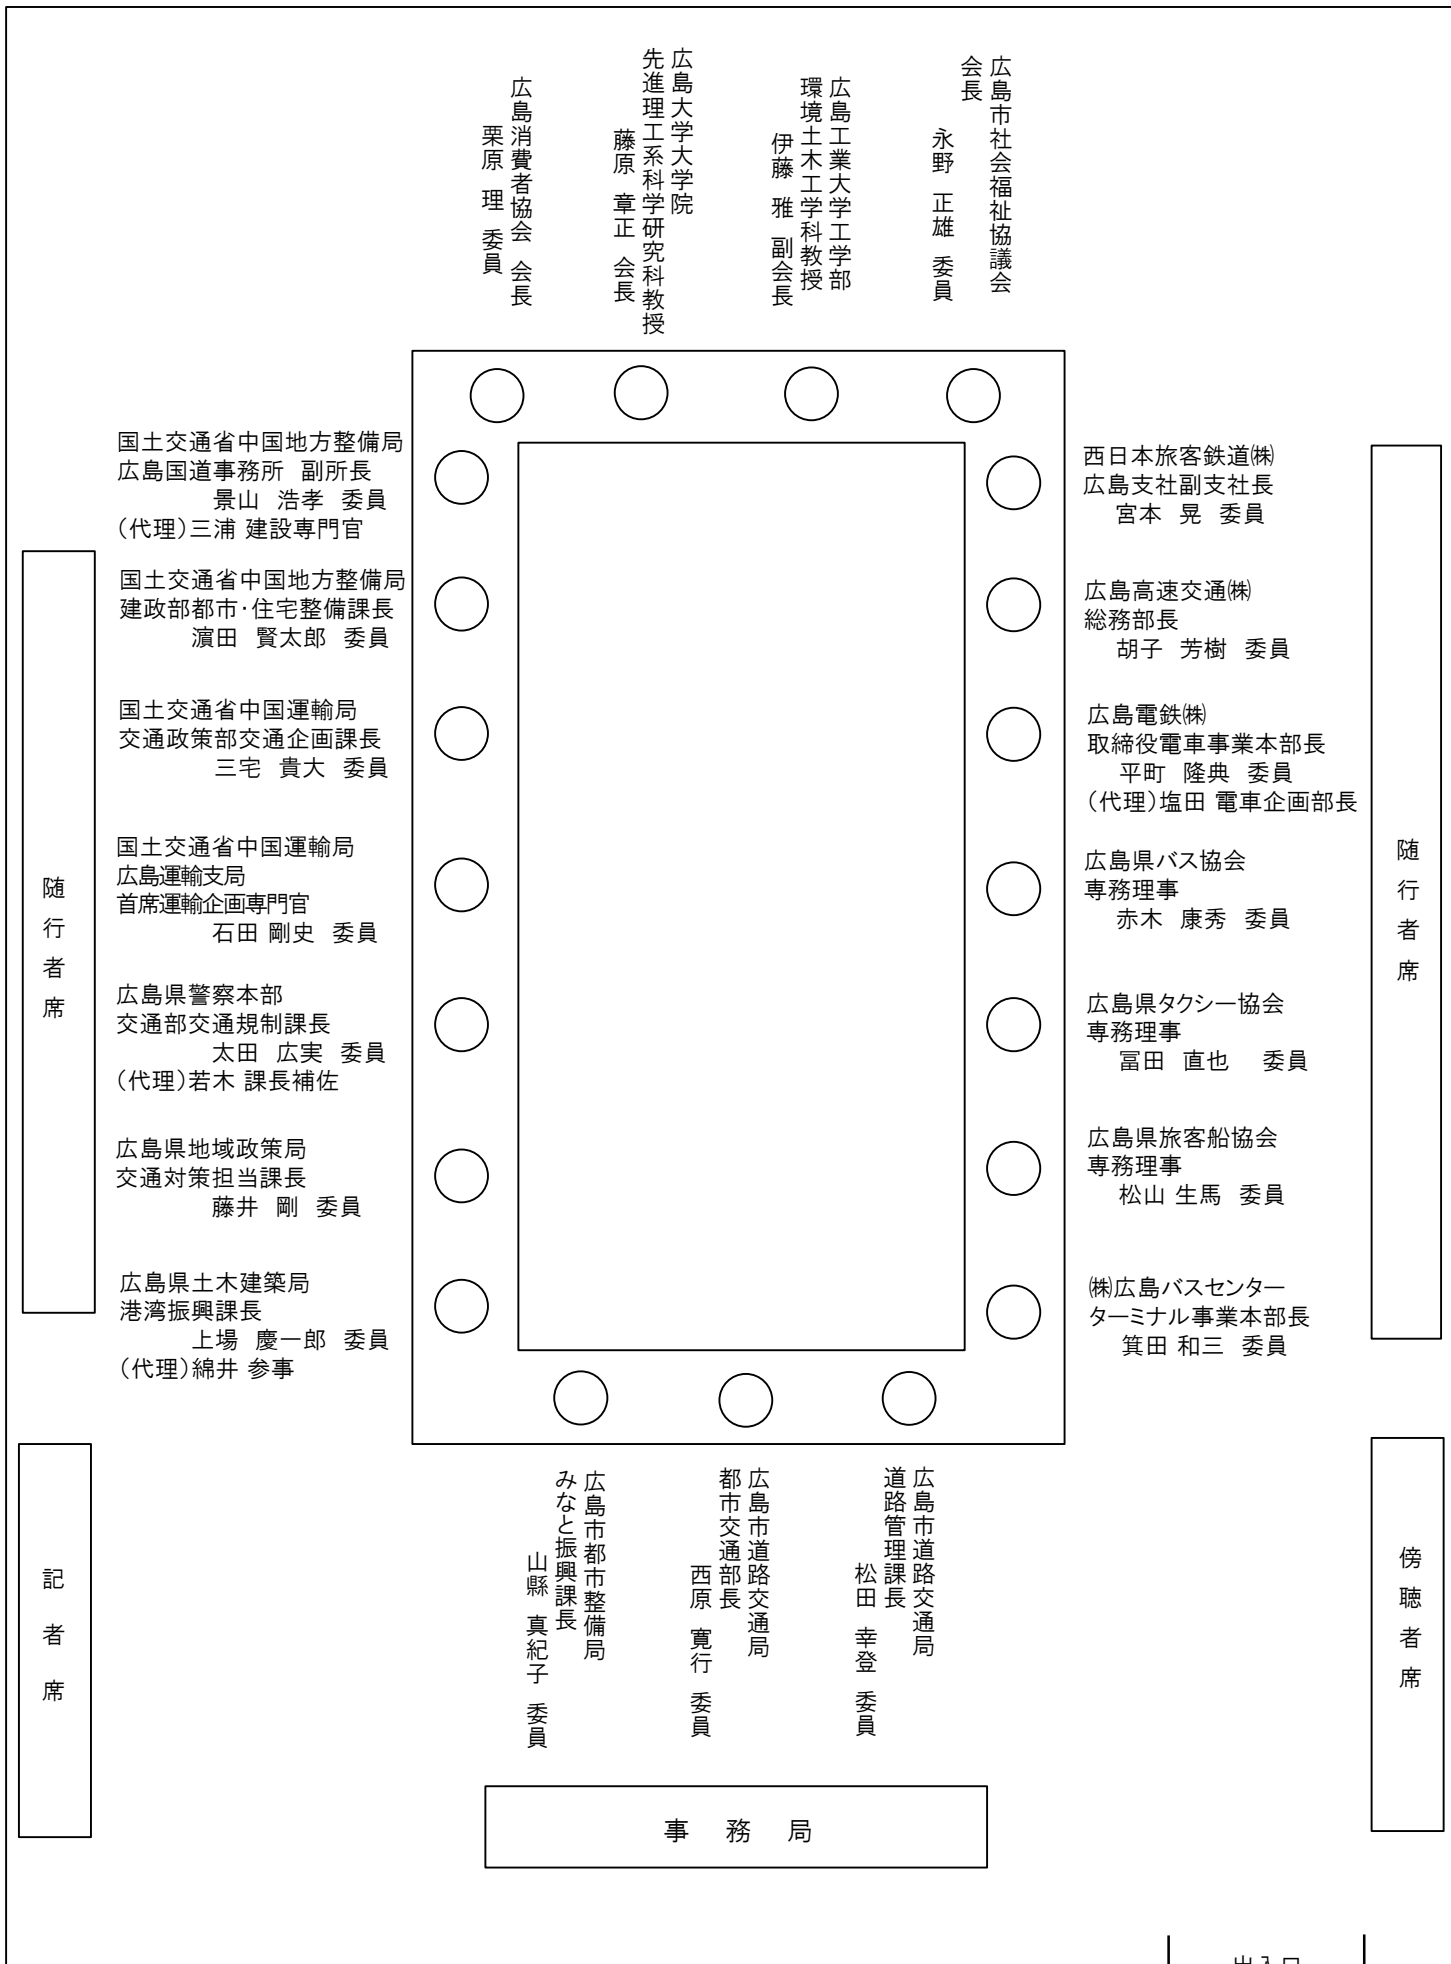 広島消費者協会 会長
栗原 理 委員
広島大学大学院
先進理工系科学研究科教授
藤原 章正 会長
広島工業大学工学部
環境土木工学科教授
伊藤 雅 副会長
広島市社会福祉協議会
会長
永野 正雄 委員
国土交通省中国地方整備局
広島国道事務所 副所長
景山 浩孝 委員
（代理）三浦 建設専門官
国土交通省中国地方整備局
建政部都市・住宅整備課長
濵田 賢太郎 委員
国土交通省中国運輸局
交通政策部交通企画課長
三宅 貴大 委員
国土交通省中国運輸局
広島運輸支局
首席運輸企画専門官
石田 剛史 委員
広島県警察本部
交通部交通規制課長
太田 広実 委員
（代理）若木 課長補佐
広島県地域政策局
交通対策担当課長
藤井 剛 委員
広島県土木建築局
港湾振興課長
上場 慶一郎 委員
（代理）綿井 参事
西日本旅客鉄道㈱
広島支社副支社長
宮本 晃 委員
広島高速交通㈱
総務部長
胡子 芳樹 委員
広島電鉄㈱
取締役電車事業本部長
平町 隆典 委員
（代理）塩田 電車企画部長
広島県バス協会
専務理事
赤木 康秀 委員
広島県タクシー協会
専務理事
冨田 直也 委員
広島県旅客船協会
専務理事
松山 生馬 委員
㈱広島バスセンター
ターミナル事業本部長
箕田 和三 委員
随行者席
随行者席
広島市都市整備局
みなと振興課長
山縣 真紀子 委員
広島市道路交通局
都市交通部長
西原 寛行 委員
広島市道路交通局
道路管理課長
松田 幸登 委員
記者席
傍聴者席
事務局
出入口